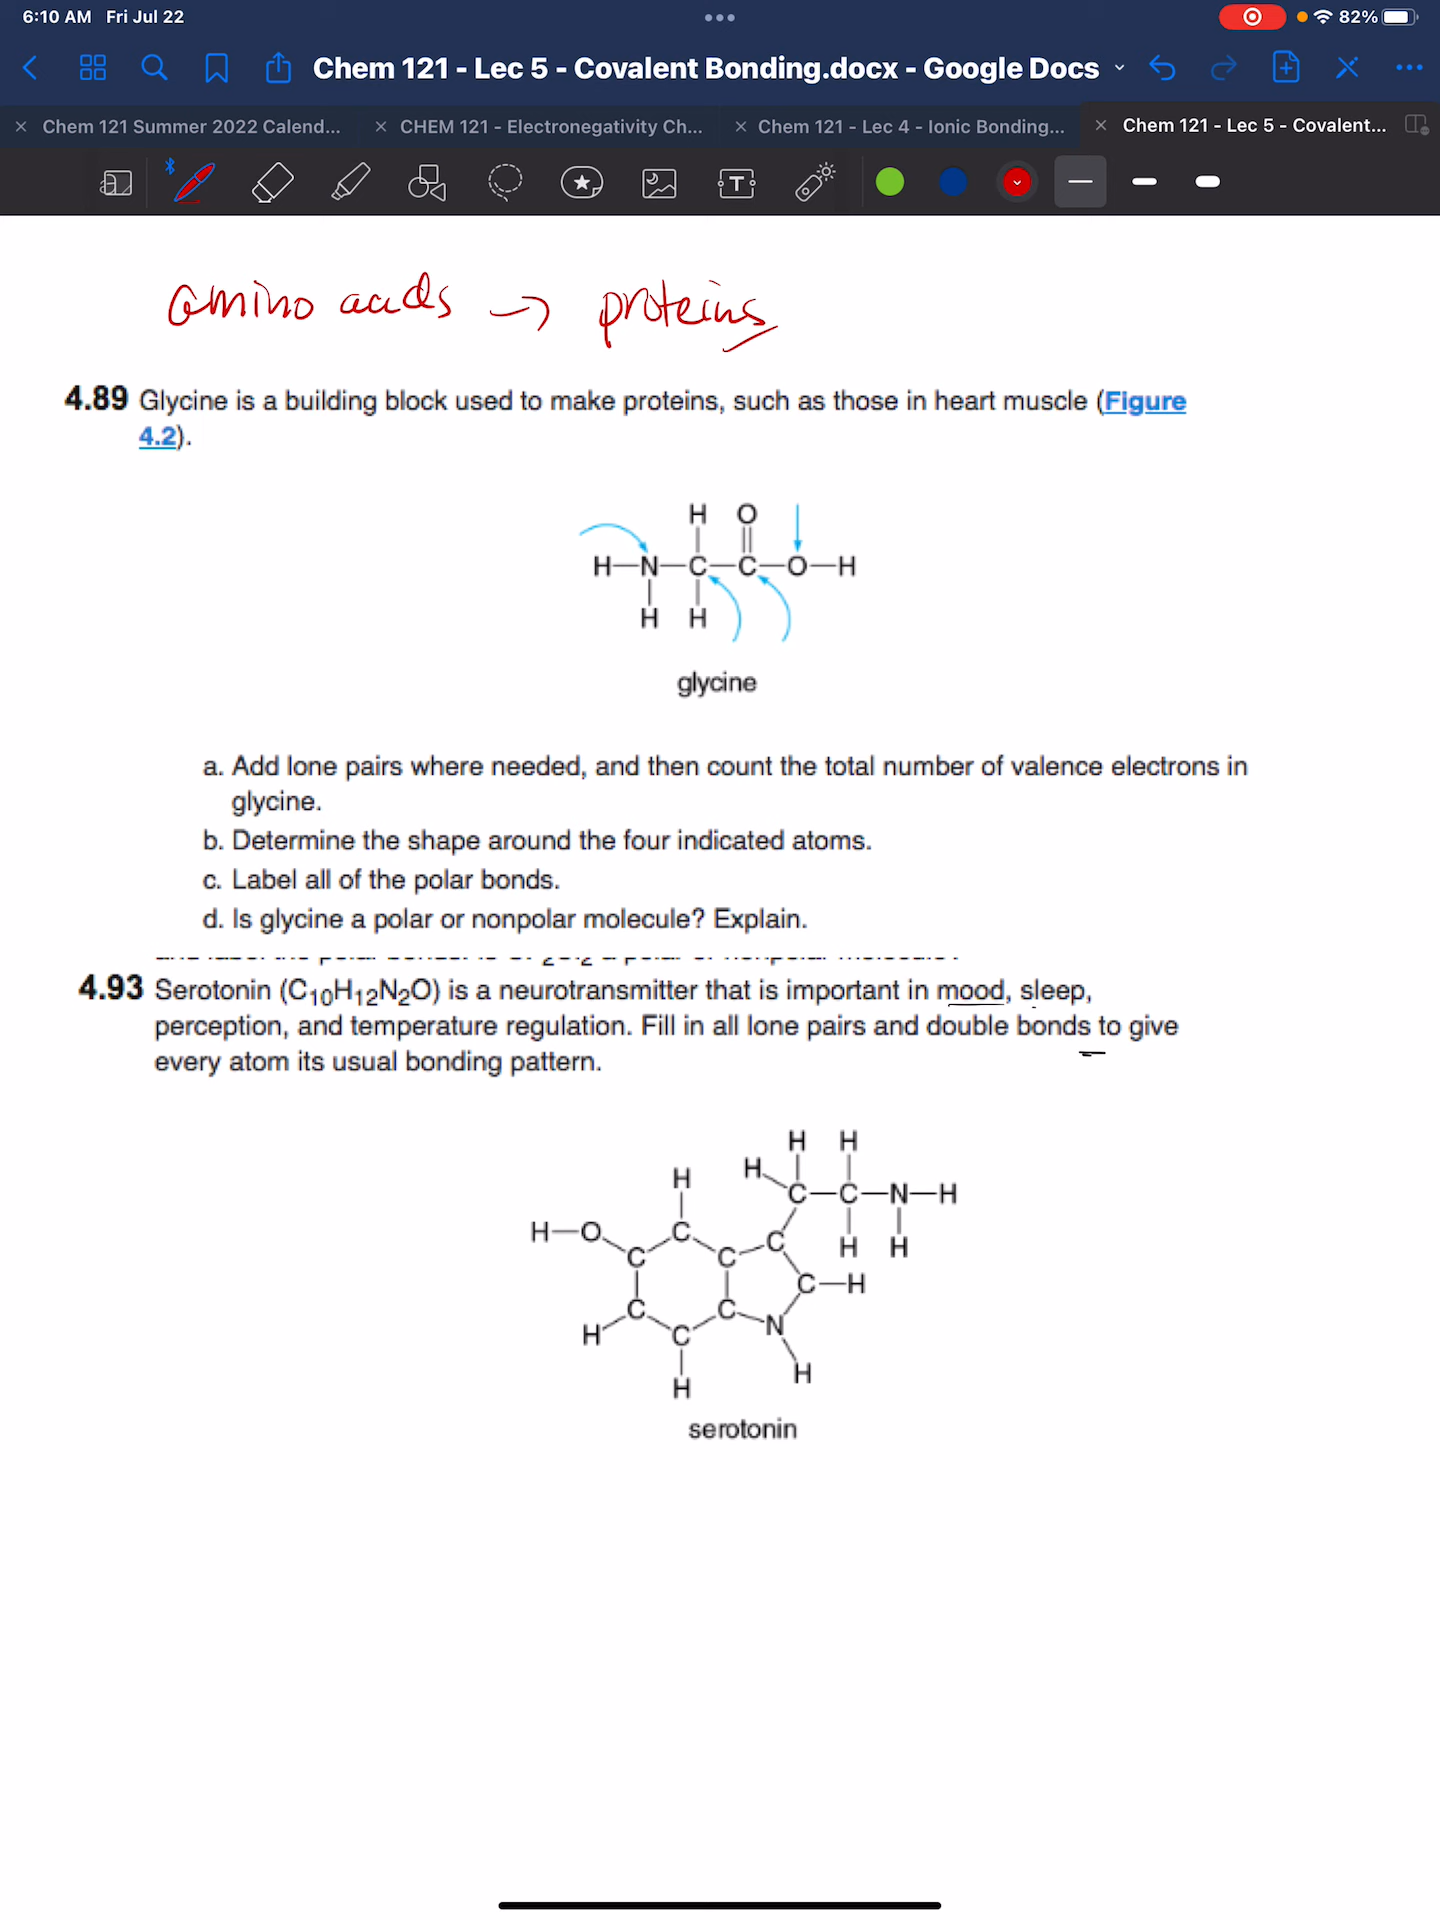 6:10 AM Fri Jul 22
82%
Chem 121 - Lec 5 - Covalent Bonding.docx - Google Docs
Chem 121 Summer 2022 Calend...
CHEM 121 - Electronegativity Ch...
Chem 121 - Lec 4 - Ionic Bonding...
Chem 121 - Lec 5 - Covalent...
T
amino acids → proteins
4.89 Glycine is a building block used to make proteins, such as those in heart muscle (Figure
4.2).
H O
H—N—C—C—O—H
H H
glycine
a. Add lone pairs where needed, and then count the total number of valence electrons in
glycine.
b. Determine the shape around the four indicated atoms.
c. Label all of the polar bonds.
d. Is glycine a polar or nonpolar molecule? Explain.
4.93 Serotonin (C₁₀H₁₂N₂O) is a neurotransmitter that is important in mood, sleep,
perception, and temperature regulation. Fill in all lone pairs and double bonds to give
every atom its usual bonding pattern.
H H
H H
C—C—N—H
H—O C C H H
C C
C—H
C C
H C N
H H
serotonin